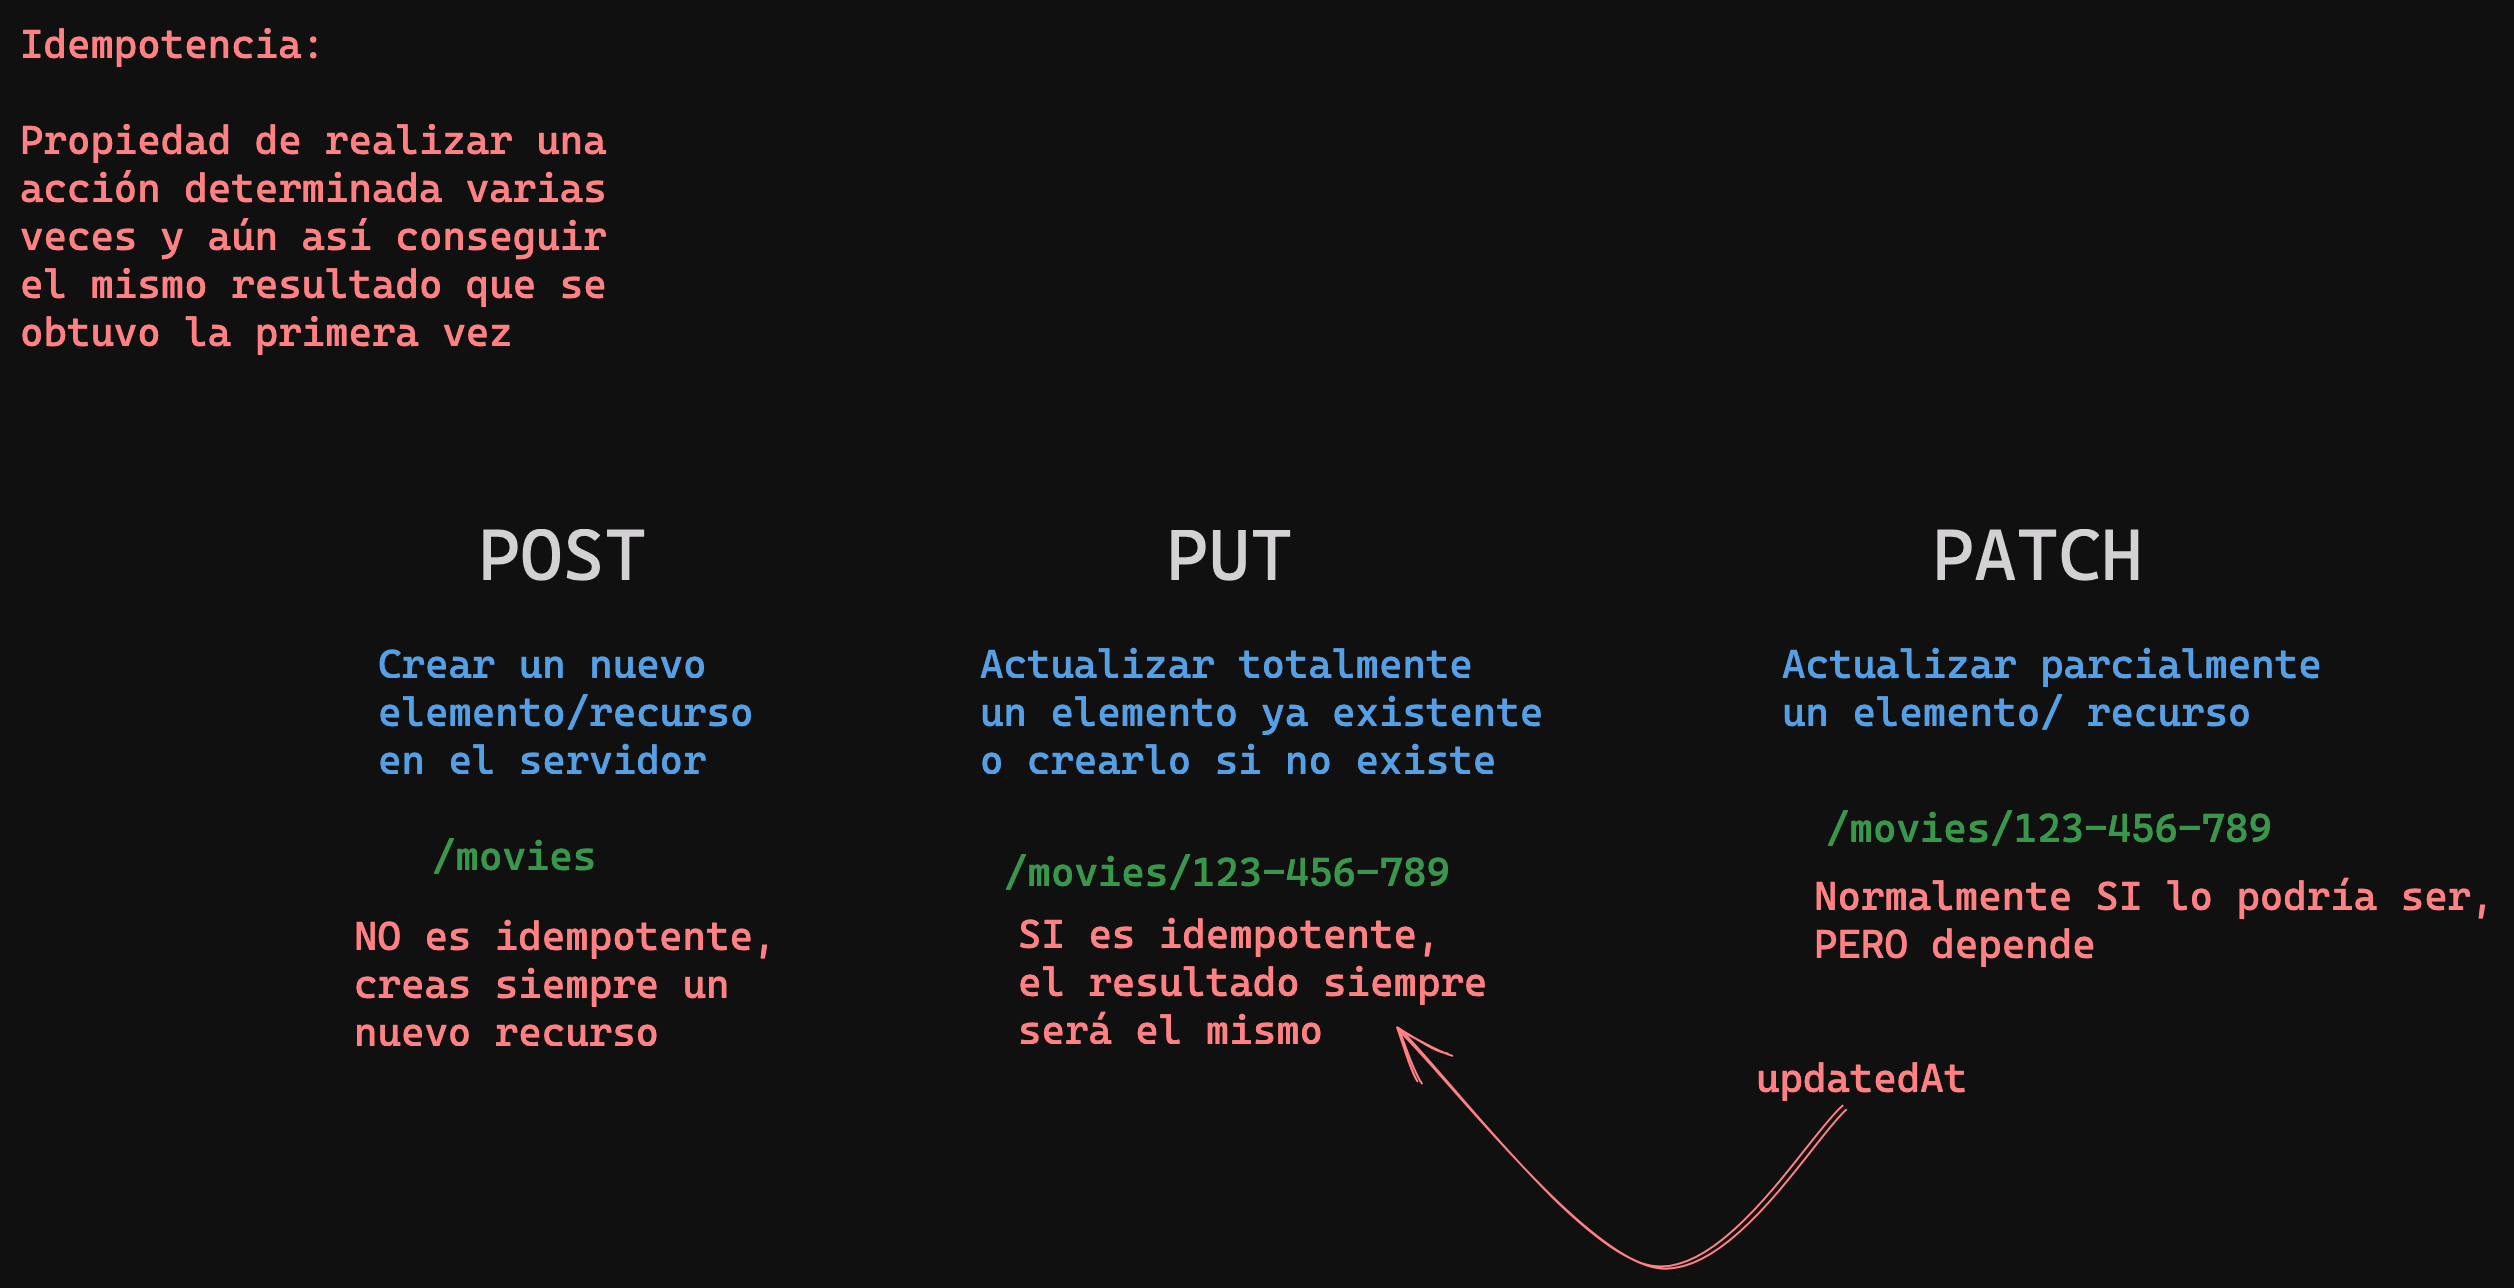 Idempotencia:
Propiedad de realizar una
acción determinada varias
veces y aún así conseguir
el mismo resultado que se
obtuvo la primera vez
POST
Crear un nuevo
elemento/recurso
en el servidor
/movies
NO es idempotente,
creas siempre un
nuevo recurso
PUT
Actualizar totalmente
un elemento ya existente
o crearlo si no existe
/movies/123-456-789
SI es idempotente,
el resultado siempre
será el mismo
PATCH
Actualizar parcialmente
un elemento/ recurso
/movies/123-456-789
Normalmente SI lo podría ser,
PERO depende
updatedAt